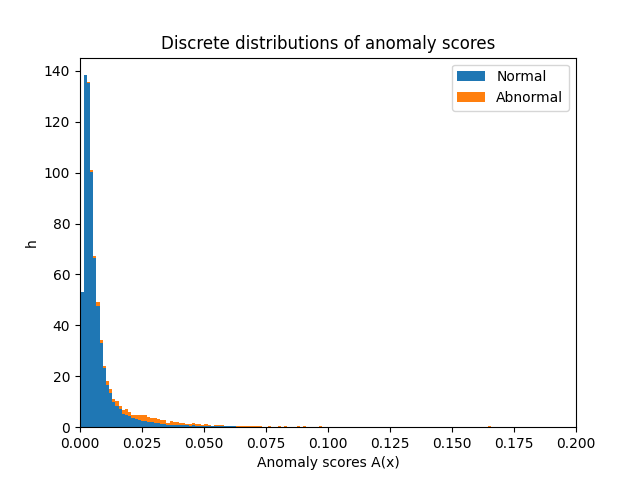 Discrete distributions of anomaly scores
Normal
Abnormal
140
120
100
80
60
40
20
0
h
0.000 0.025 0.050 0.075 0.100 0.125 0.150 0.175 0.200
Anomaly scores A(x)